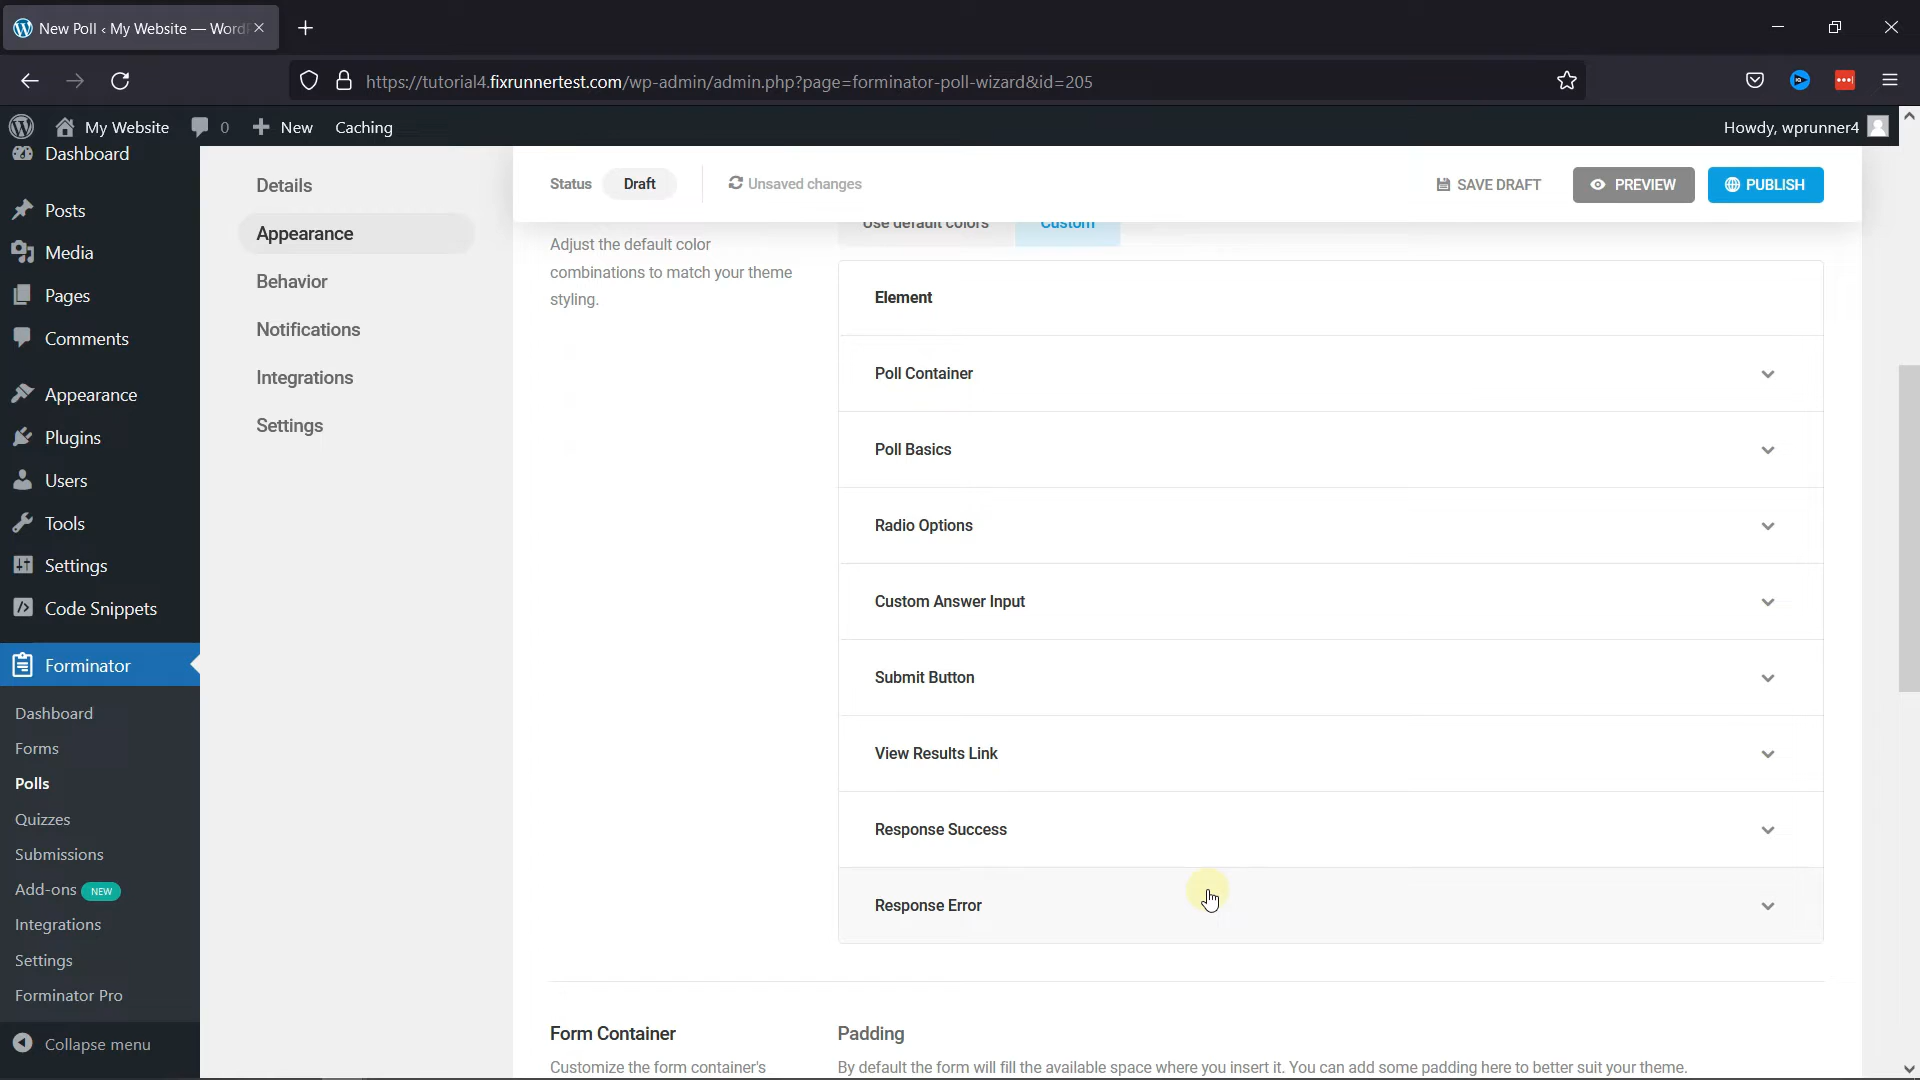 New Poll ‹ My Website — Word
https://tutorial4.fixrunnertest.com/wp-admin/admin.php?page=forminator-poll-wizard&id=205
My Website
0
New
Caching
Howdy, wprunner4
Dashboard
Posts
Media
Pages
Comments
Appearance
Plugins
Users
Tools
Settings
Code Snippets
Forminator
Dashboard
Forms
Polls
Quizzes
Submissions
Add-ons NEW
Integrations
Settings
Forminator Pro
Collapse menu
Details
Appearance
Behavior
Notifications
Integrations
Settings
Status
Draft
Unsaved changes
SAVE DRAFT
PREVIEW
PUBLISH
Adjust the default color
combinations to match your theme
styling.
Use default colors
Custom
Element
Poll Container
Poll Basics
Radio Options
Custom Answer Input
Submit Button
View Results Link
Response Success
Response Error
Form Container
Customize the form container's
Padding
By default the form will fill the available space where you insert it. You can add some padding here to better suit your theme.